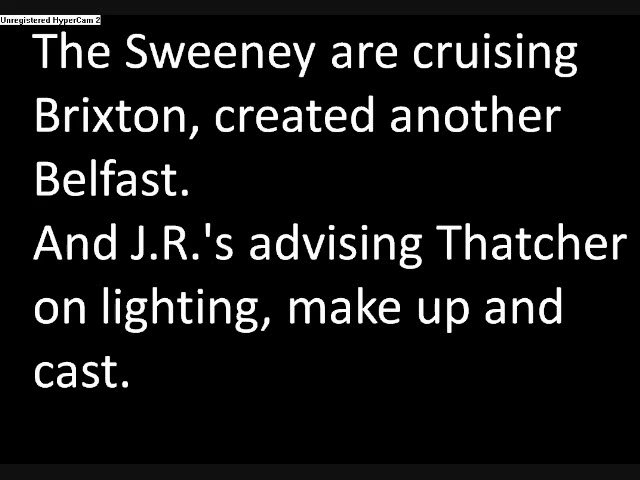 Unregistered HyperCam 2
The Sweeney are cruising
Brixton, created another
Belfast.
And J.R.'s advising Thatcher
on lighting, make up and
cast.